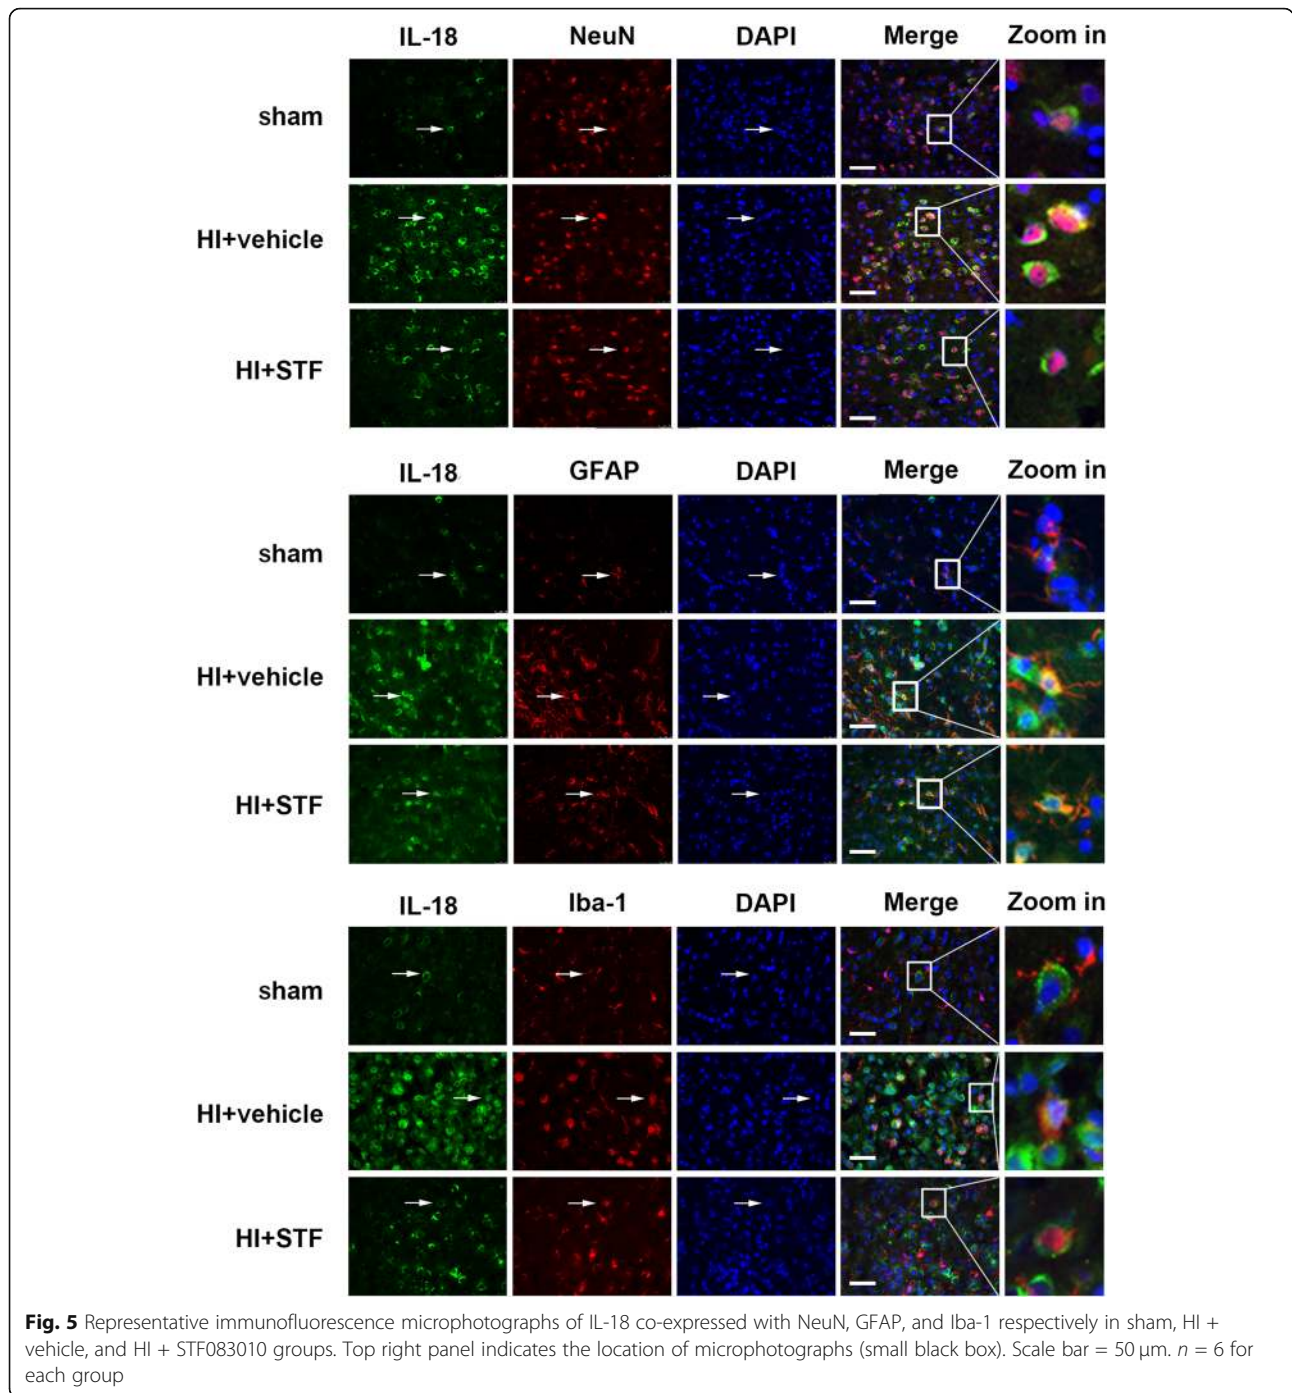 IL-18 NeuN DAPI Merge Zoom in
sham
HI+vehicle
HI+STF
IL-18 GFAP DAPI Merge Zoom in
sham
HI+vehicle
HI+STF
IL-18 Iba-1 DAPI Merge Zoom in
sham
HI+vehicle
HI+STF
Fig. 5 Representative immunofluorescence microphotographs of IL-18 co-expressed with NeuN, GFAP, and Iba-1 respectively in sham, HI +
vehicle, and HI + STF083010 groups. Top right panel indicates the location of microphotographs (small black box). Scale bar = 50 μm. n = 6 for
each group